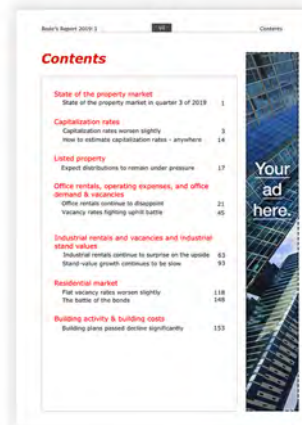 Rode's Report 2019:3
Contents
Contents
State of the property market
State of the property market in quarter 3 of 2019 1
Capitalization rates
Capitalization rates worsen slightly 3
How to estimate capitalization rates - anywhere 14
Listed property
Expect distributions to remain under pressure 17
Office rentals, operating expenses, and office
demand & vacancies
Office rentals continue to disappoint 21
Vacancy rates fighting uphill battle 45
Industrial rentals and vacancies and industrial
stand values
Industrial rentals continue to surprise on the upside 63
Stand-value growth continues to be slow 93
Residential market
Flat vacancy rates worsen slightly 118
The battle of the bonds 148
Building activity & building costs
Building plans passed decline significantly 153
Your
ad
here.